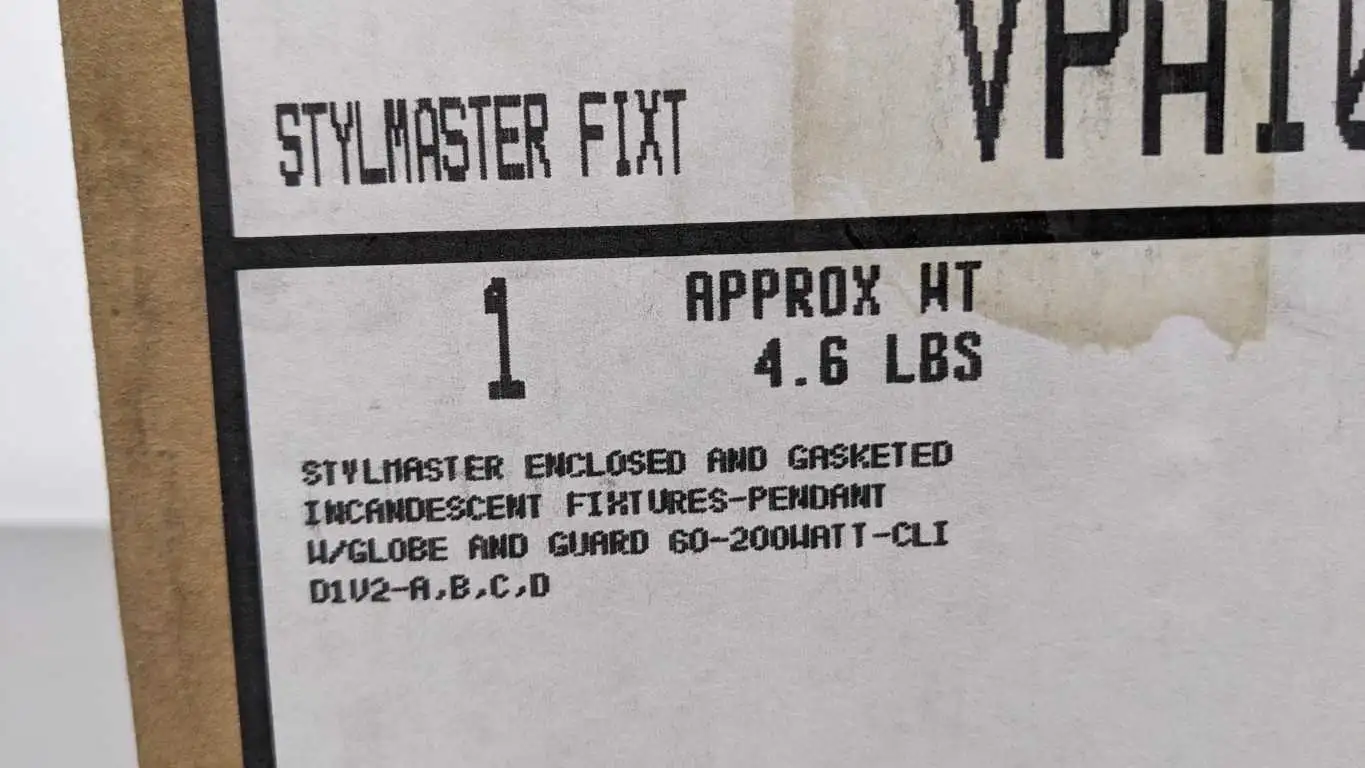 STYLMASTER FIXT
1
APPROX WT
4.6 LBS
STYLMASTER ENCLOSED AND GASKETED
INCANDESCENT FIXTURES-PENDANT
W/GLOBE AND GUARD 60-200WATT-CLI
D1V2-A,B,C,D